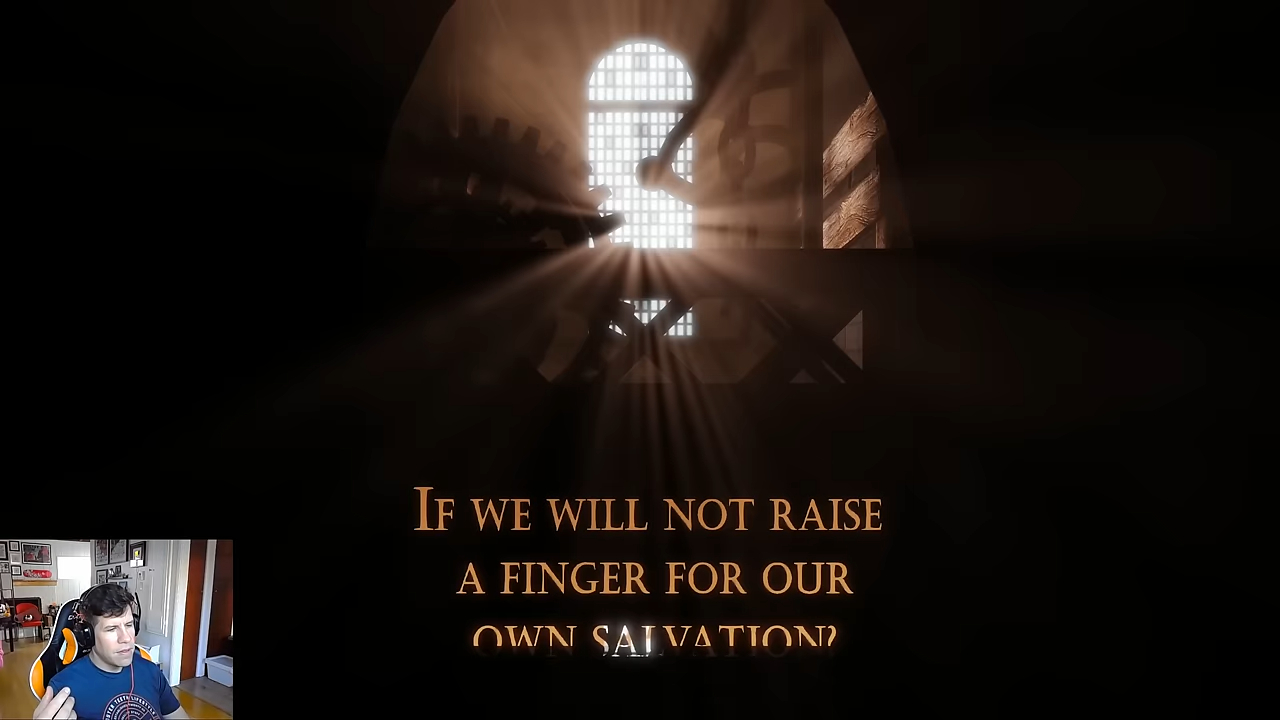 If we will not raise
a finger for our
own salvation?